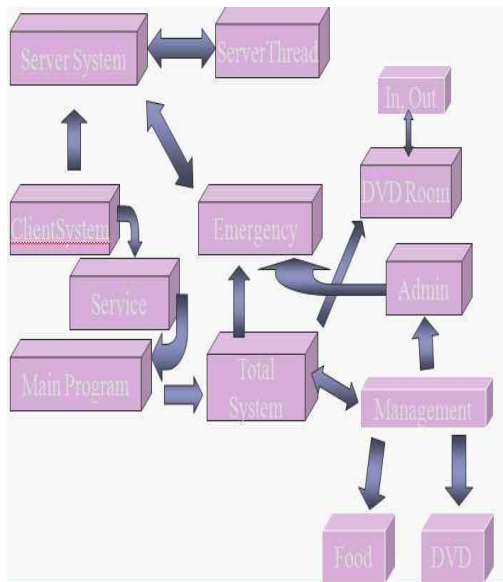 Server System
ServerThread
In, Out
DVD Room
ClientSystem
Emergency
Service
Admin
Main Program
Total
System
Management
Food
DVD